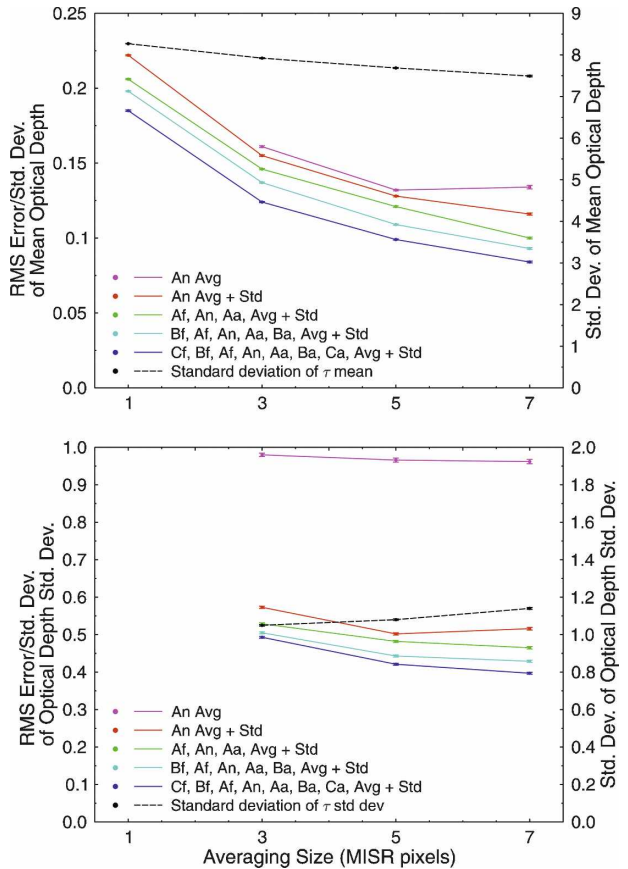 RMS Error/Std. Dev.
of Mean Optical Depth
0.25
0.2
0.15
0.1
0.05
0.0
9
8
7
6
5
4
3
2
1
0
Std. Dev. of Mean Optical Depth
An Avg
An Avg + Std
Af, An, Aa, Avg + Std
Bf, Af, An, Aa, Ba, Avg + Std
Cf, Bf, Af, An, Aa, Ba, Ca, Avg + Std
Standard deviation of τ mean
1 3 5 7
RMS Error/Std. Dev.
of Optical Depth Std. Dev.
1.0
0.9
0.8
0.7
0.6
0.5
0.4
0.3
0.2
0.1
0.0
2.0
1.8
1.6
1.4
1.2
1.0
0.8
0.6
0.4
0.2
0.0
Std. Dev. of Optical Depth Std. Dev.
An Avg
An Avg + Std
Af, An, Aa, Avg + Std
Bf, Af, An, Aa, Ba, Avg + Std
Cf, Bf, Af, An, Aa, Ba, Ca, Avg + Std
Standard deviation of τ std dev
1 3 5 7
Averaging Size (MISR pixels)